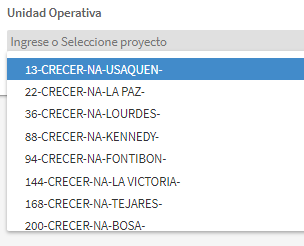 Unidad Operativa
Ingrese o Seleccione proyecto
13-CRECER-NA-USAQUEN-
22-CRECER-NA-LA PAZ-
36-CRECER-NA-LOURDES-
88-CRECER-NA-KENNEDY-
94-CRECER-NA-FONTIBON-
144-CRECER-NA-LA VICTORIA-
168-CRECER-NA-TEJARES-
200-CRECER-NA-BOSA-